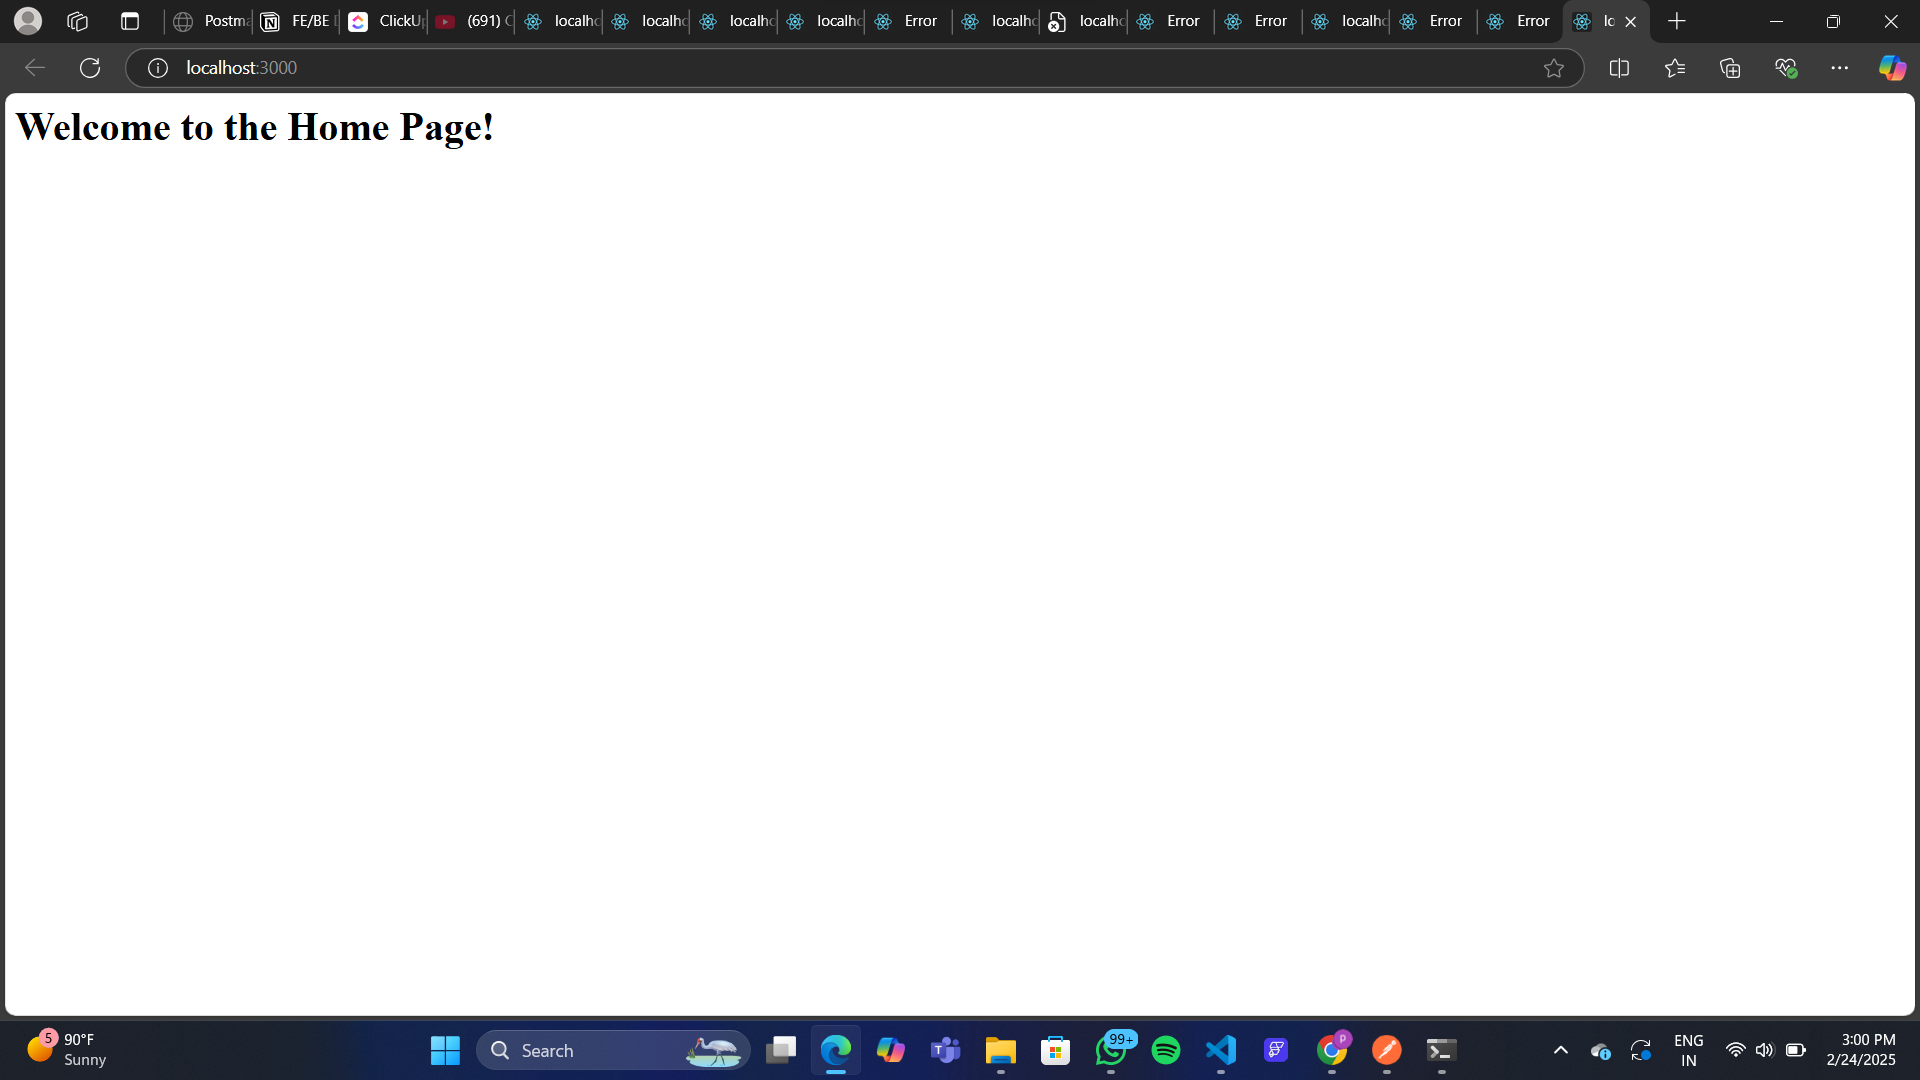 Postma FE/BE ClickUp (691) localho localho localho localho Error localho localho Error Error localho Error Error lo
localhost:3000
Welcome to the Home Page!
5 90°F
Sunny
Search
99+
P
ENG
IN
3:00 PM
2/24/2025